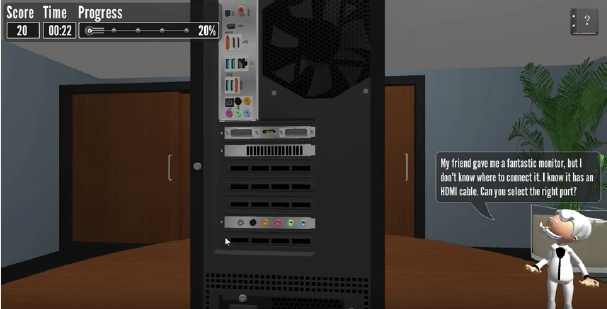 Score Time Progress
20 00:22 20%
?
My friend gave me a fantastic monitor, but I
don't know where to connect it. I know it has an
HDMI cable. Can you select the right port?